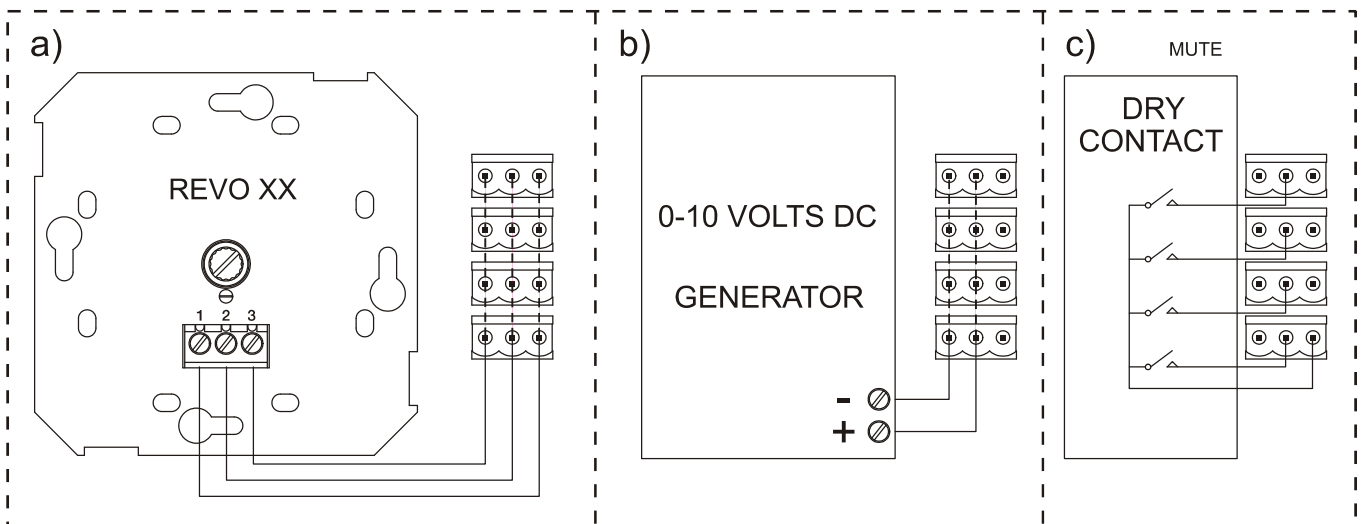 a)
REVO XX
1 2 3
b)
0-10 VOLTS DC
GENERATOR
-
+
c)
MUTE
DRY
CONTACT